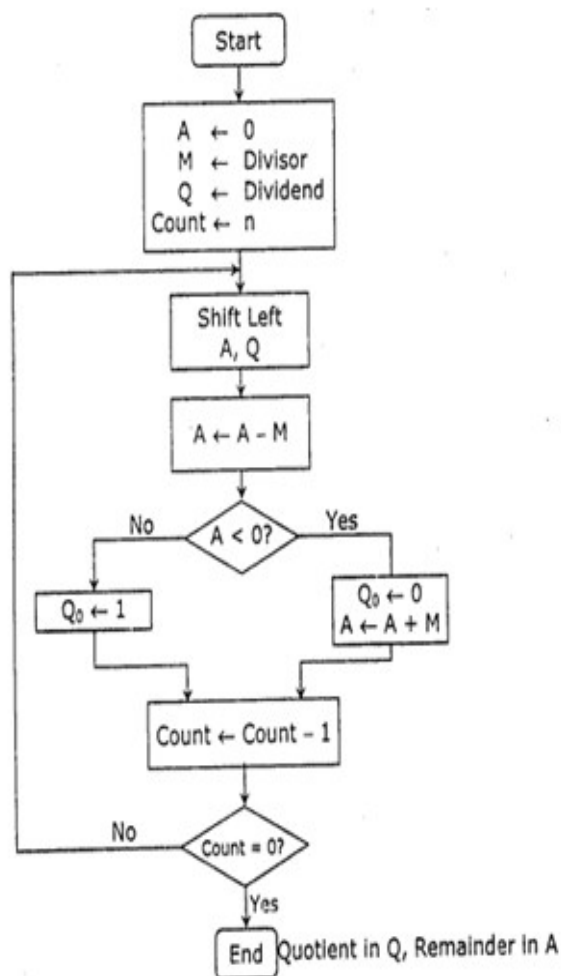 Start
A ← 0
M ← Divisor
Q ← Dividend
Count ← n
Shift Left
A, Q
A ← A – M
No
A < 0?
Yes
Q₀ ← 1
Q₀ ← 0
A ← A + M
Count ← Count – 1
No
Count = 0?
Yes
End
Quotient in Q, Remainder in A